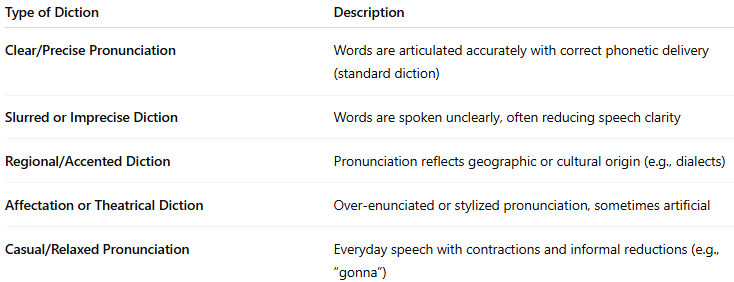 Type of Diction Description
Clear/Precise Pronunciation Words are articulated accurately with correct phonetic delivery
(standard diction)
Slurred or Imprecise Diction Words are spoken unclearly, often reducing speech clarity
Regional/Accented Diction Pronunciation reflects geographic or cultural origin (e.g., dialects)
Affectation or Theatrical Diction Over-enunciated or stylized pronunciation, sometimes artificial
Casual/Relaxed Pronunciation Everyday speech with contractions and informal reductions (e.g.,
“gonna”)